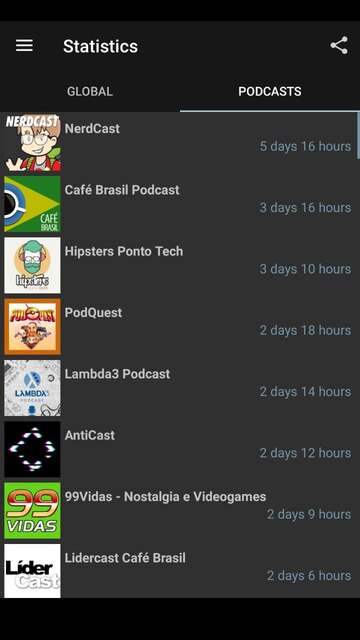 Statistics
GLOBAL
PODCASTS
NERDCAST
NerdCast
5 days 16 hours
CAFÉ
BRASIL
Café Brasil Podcast
3 days 16 hours
hipsters
Hipsters Ponto Tech
3 days 10 hours
PODQUEST
PodQuest
2 days 18 hours
LAMBDA3
PODCAST
Lambda3 Podcast
2 days 14 hours
AntiCast
2 days 12 hours
99
VIDAS
99Vidas - Nostalgia e Videogames
2 days 9 hours
Líder
Cast
Lidercast Café Brasil
2 days 6 hours